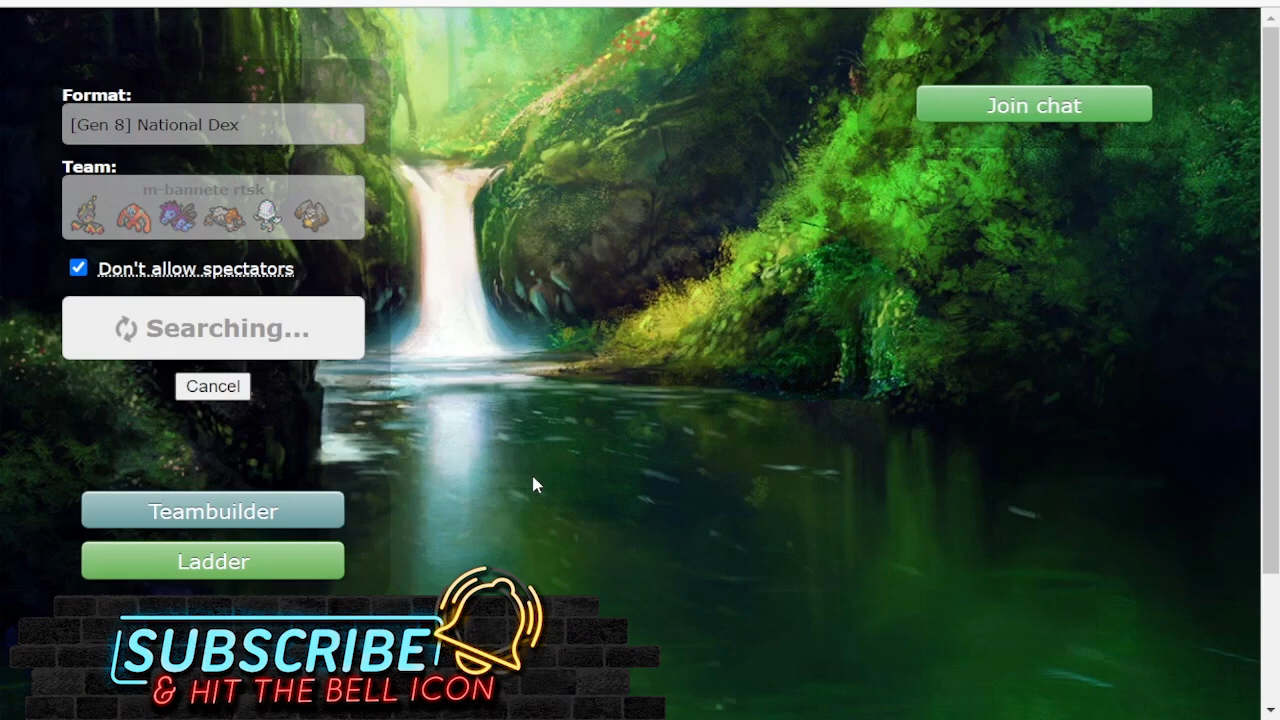 Format:
[Gen 8] National Dex
Team:
m-bannete rtsk
Don't allow spectators
Searching...
Cancel
Teambuilder
Ladder
Join chat
SUBSCRIBE
& HIT THE BELL ICON